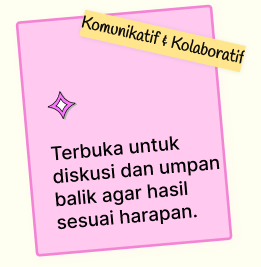 Komunikatif & Kolaboratif
Terbuka untuk
diskusi dan umpan
balik agar hasil
sesuai harapan.